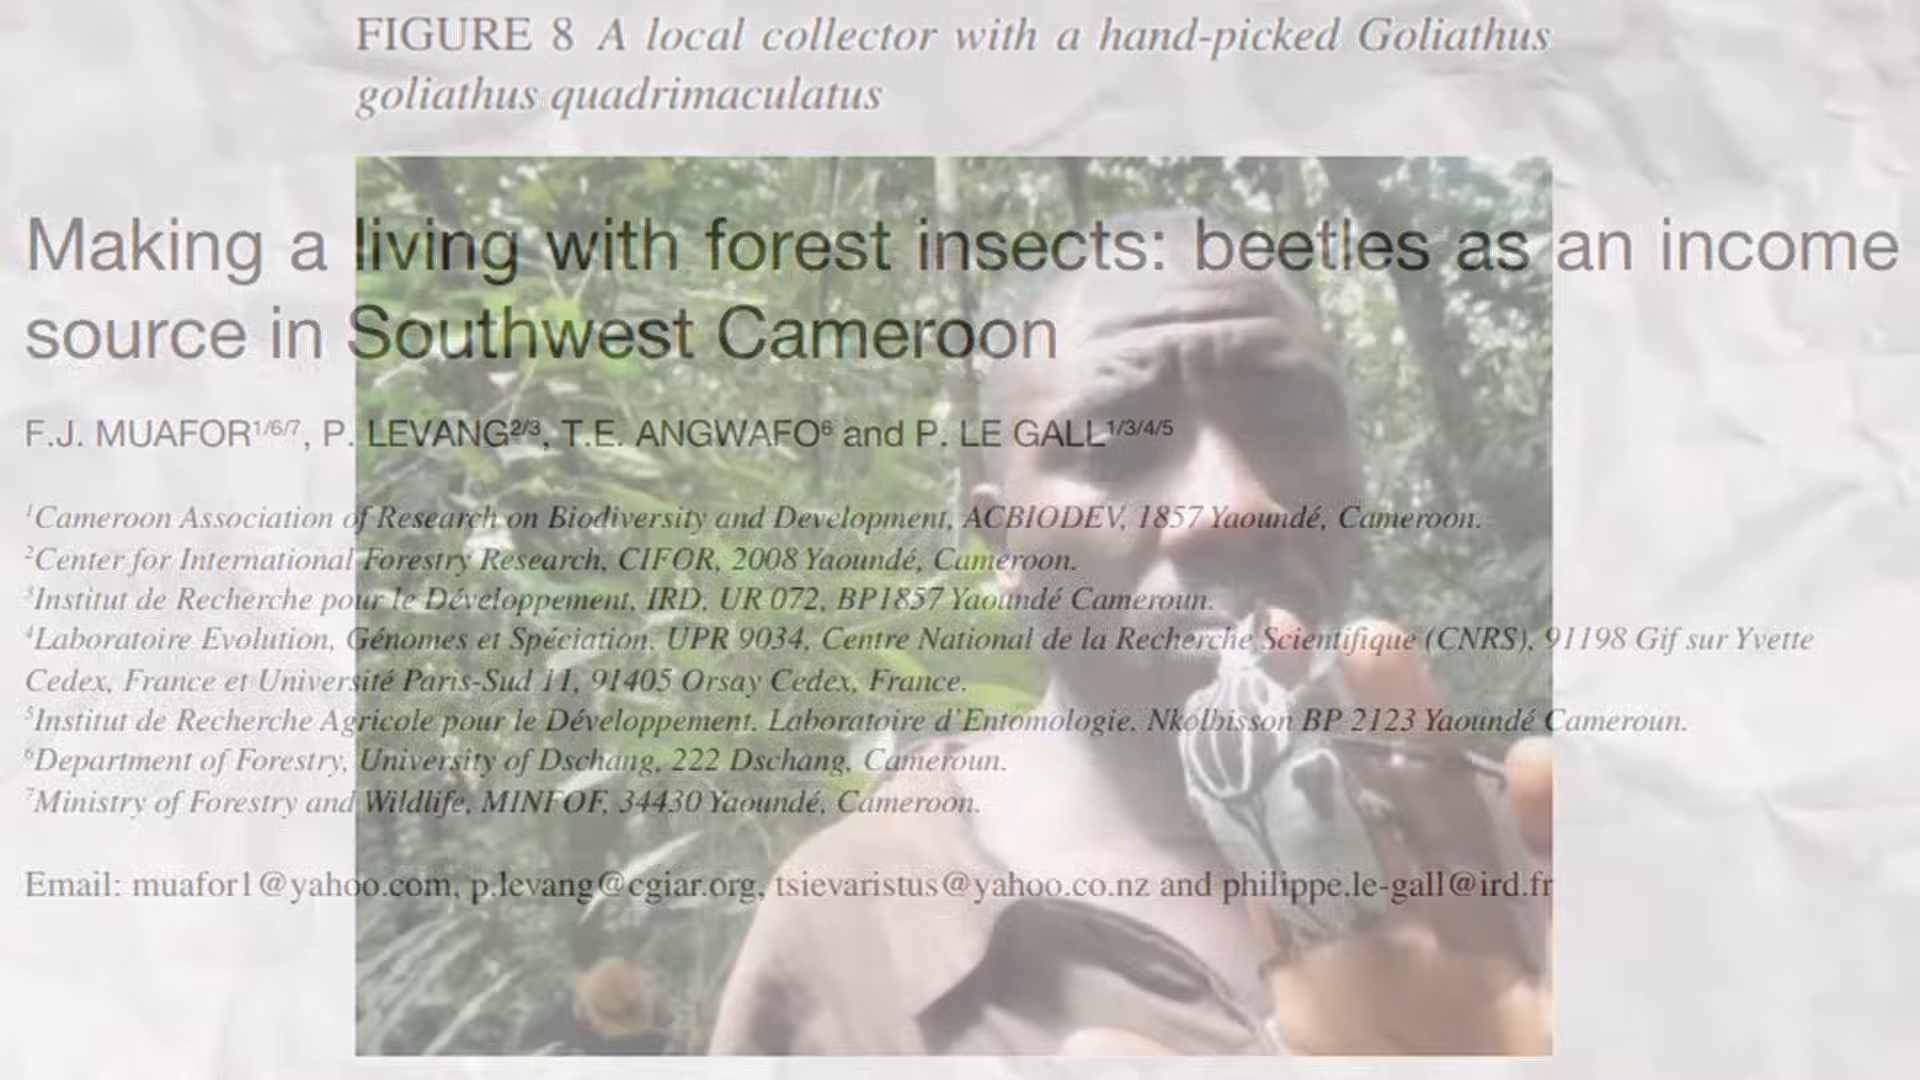 FIGURE 8 A local collector with a hand-picked Goliathus
goliathus quadrimaculatus
Making a living with forest insects: beetles as an income
source in Southwest Cameroon
F.J. MUAFOR1/6/7, P. LEVANG2/3, T.E. ANGWAFO6 and P. LE GALL1/3/4/5
1Cameroon Association of Research on Biodiversity and Development, ACBIODEV, 1857 Yaoundé, Cameroon.
2Center for International Forestry Research, CIFOR, 2008 Yaoundé, Cameroon.
3Institut de Recherche pour le Développement, IRD, UR 072, BP1857 Yaoundé Cameroun.
4Laboratoire Evolution, Génomes et Spéciation, UPR 9034, Centre National de la Recherche Scientifique (CNRS), 91198 Gif sur Yvette
Cedex, France et Université Paris-Sud 11, 91405 Orsay Cedex, France.
5Institut de Recherche Agricole pour le Développement. Laboratoire d'Entomologie. Nkolbisson BP 2123 Yaoundé Cameroun.
6Department of Forestry, University of Dschang, 222 Dschang, Cameroun.
7Ministry of Forestry and Wildlife, MINFOF, 34430 Yaoundé, Cameroon.
Email: muafor1@yahoo.com, p.levang@cgiar.org, tsievaristus@yahoo.co.nz and philippe.le-gall@ird.fr